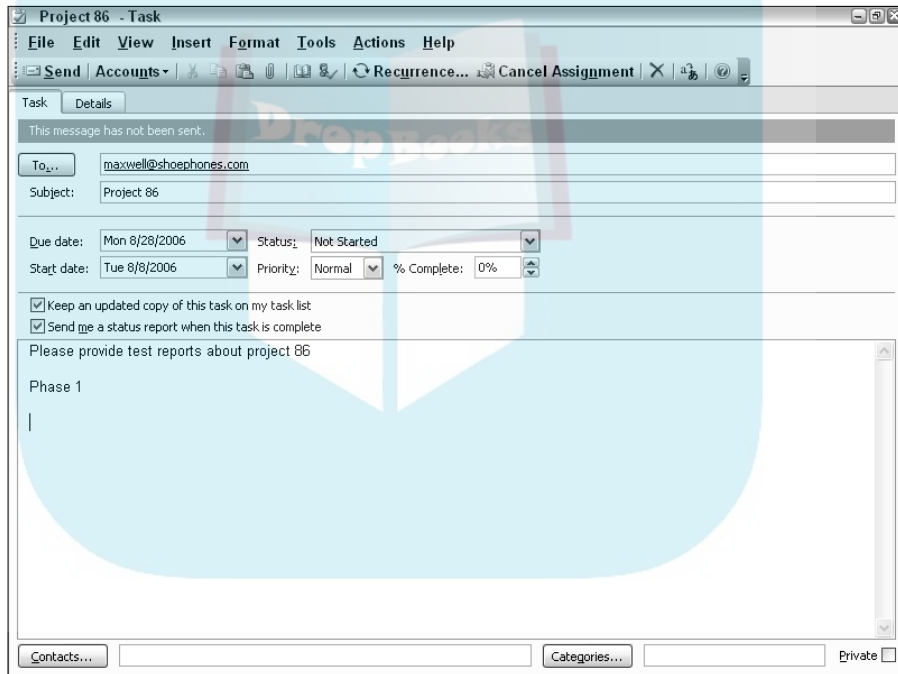 Project 86 - Task
File Edit View Insert Format Tools Actions Help
Send Accounts Recurrence... Cancel Assignment
Task Details
This message has not been sent.
DropBooks
To... maxwell@shoephones.com
Subject: Project 86
Due date: Mon 8/28/2006 Status: Not Started
Start date: Tue 8/8/2006 Priority: Normal % Complete: 0%
Keep an updated copy of this task on my task list
Send me a status report when this task is complete
Please provide test reports about project 86
Phase 1
Contacts... Categories... Private